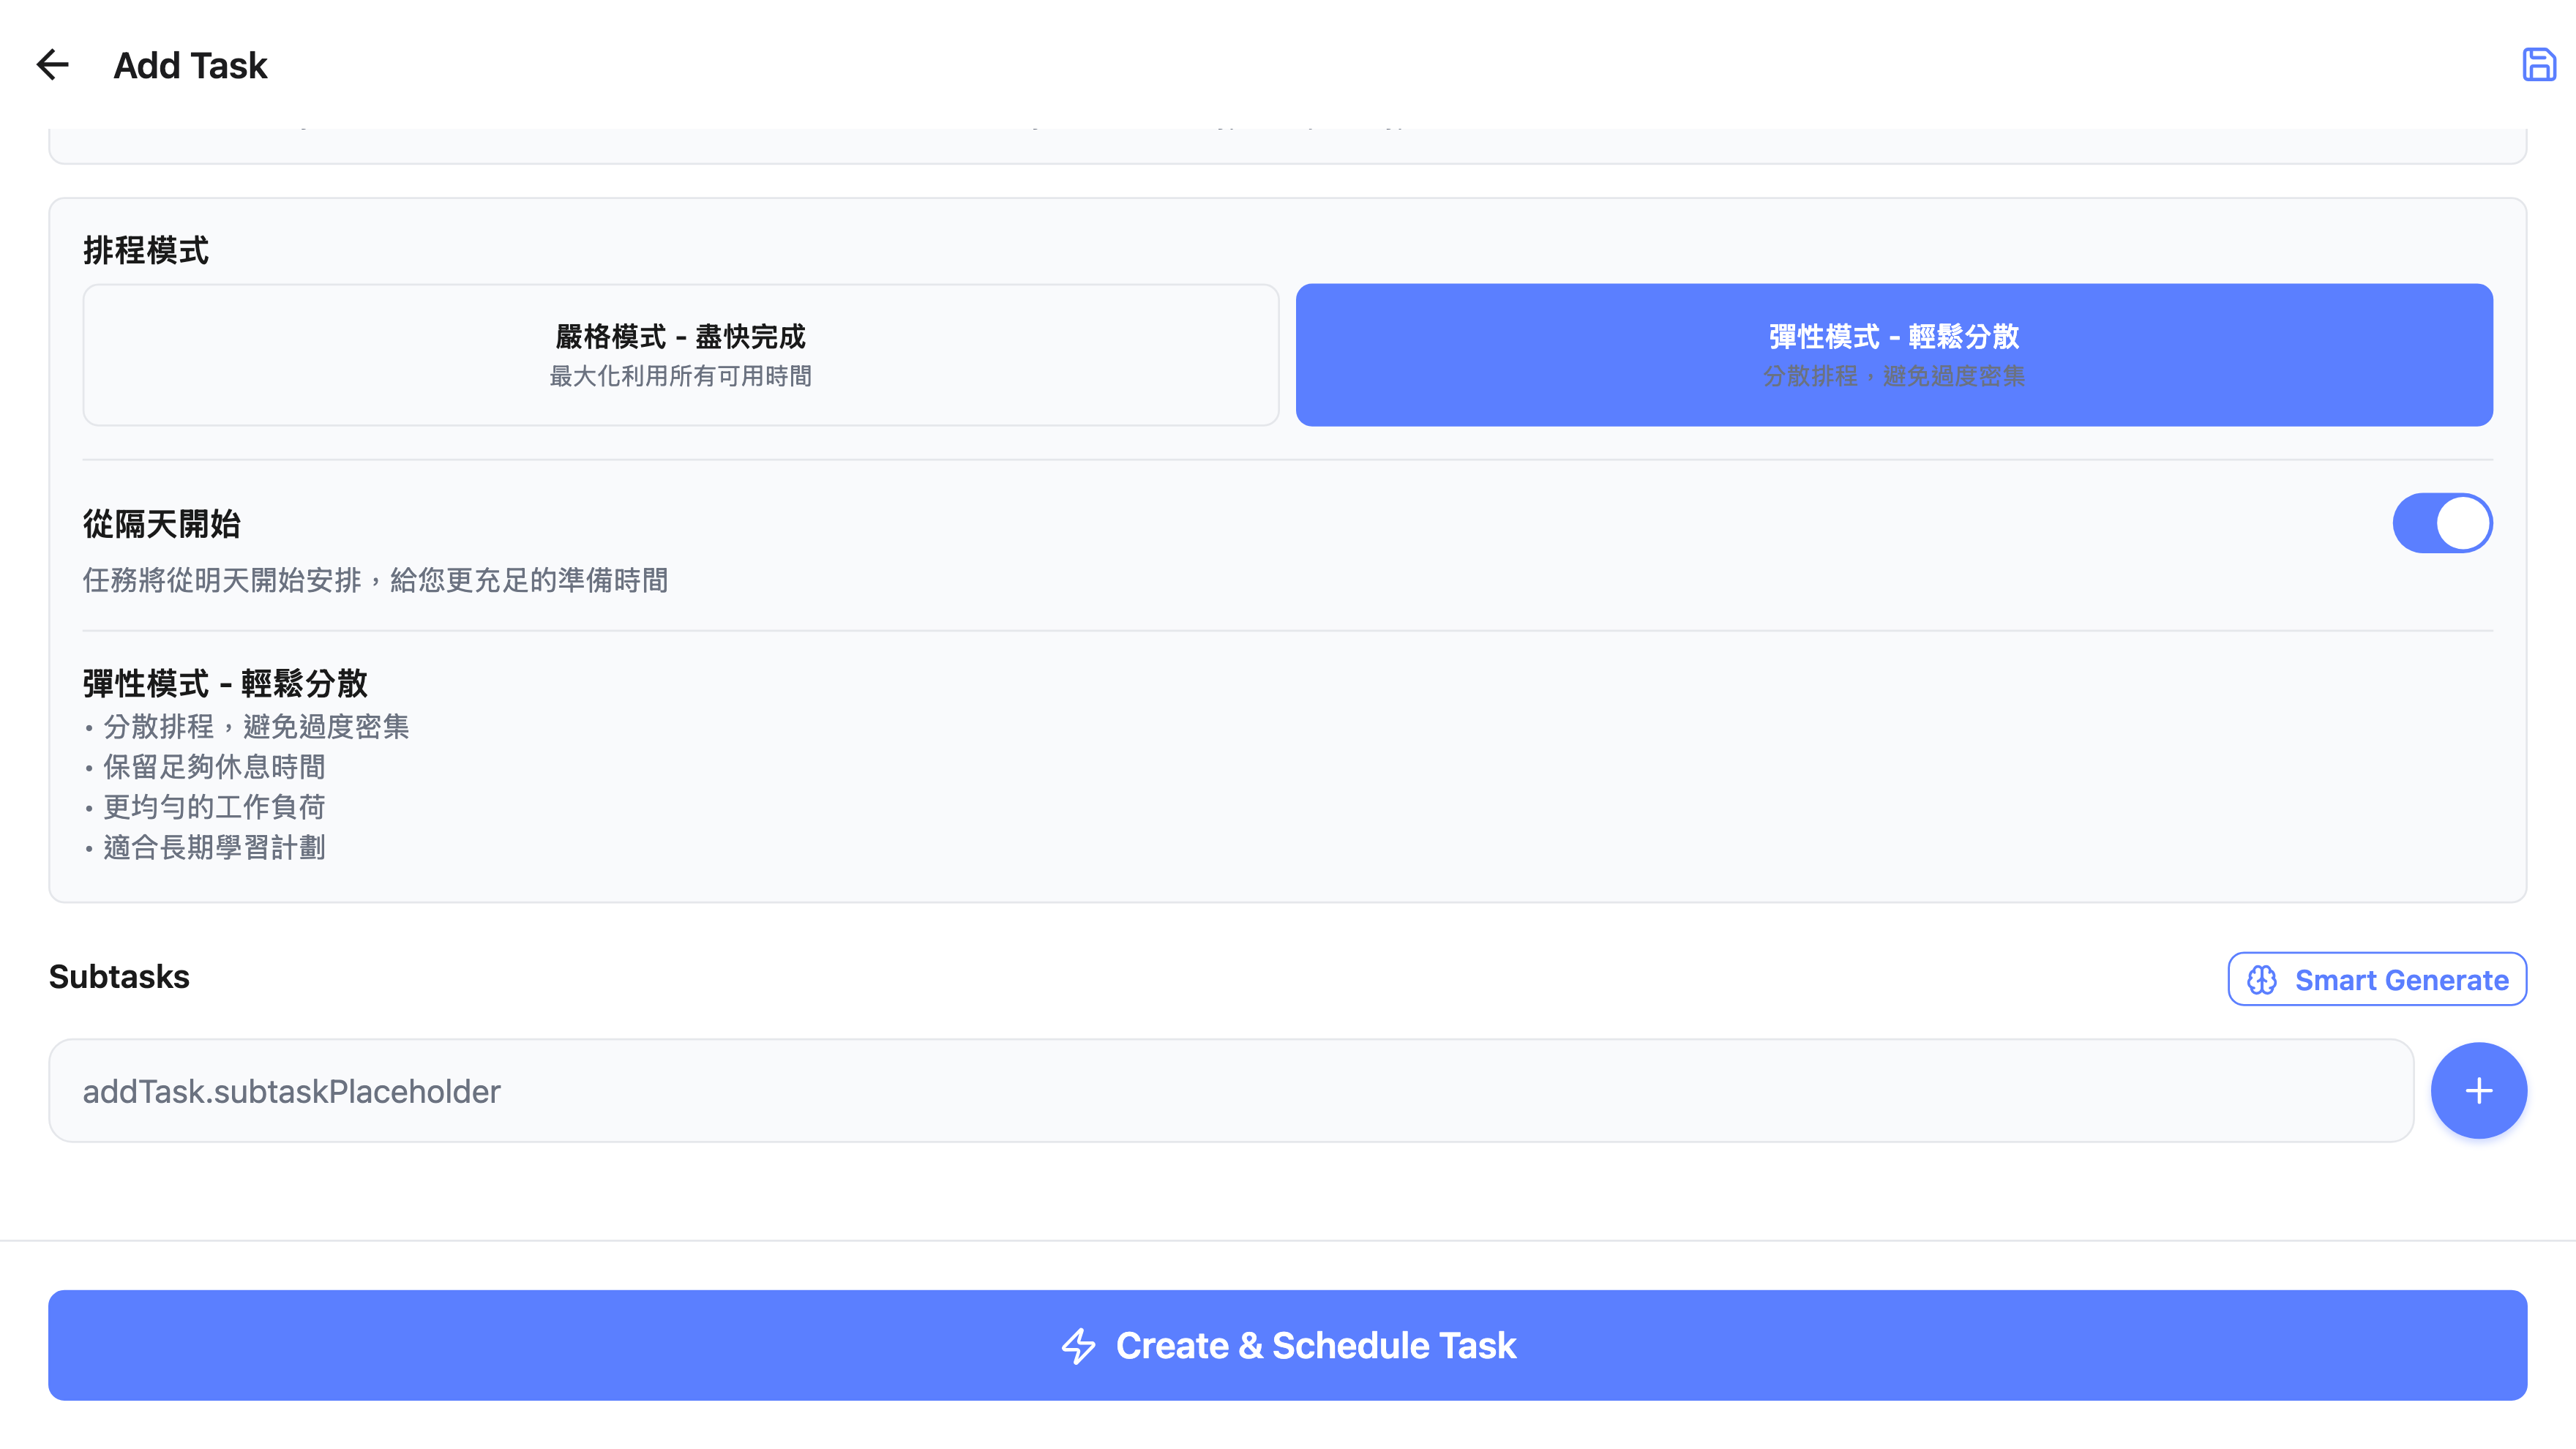 Add Task
排程模式
嚴格模式 - 盡快完成
最大化利用所有可用時間
彈性模式 - 輕鬆分散
分散排程，避免過度密集
從隔天開始
任務將從明天開始安排，給您更充足的準備時間
彈性模式 - 輕鬆分散
• 分散排程，避免過度密集
• 保留足夠休息時間
• 更均勻的工作負荷
• 適合長期學習計劃
Subtasks
Smart Generate
addTask.subtaskPlaceholder
Create & Schedule Task